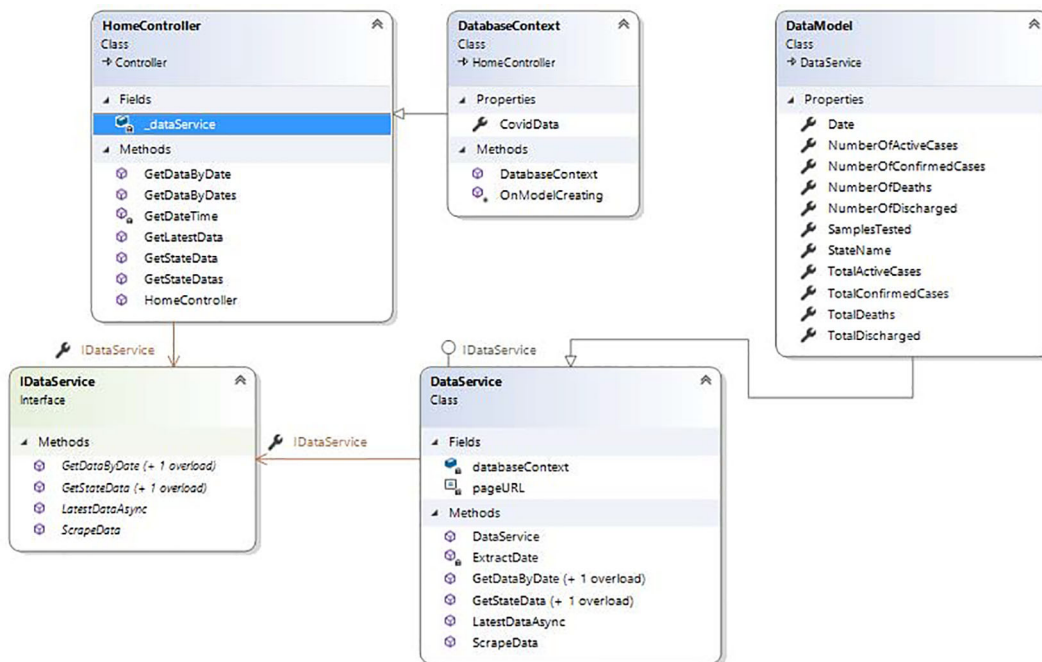 HomeController
Class
Controller
Fields
_dataService
Methods
GetDataByDate
GetDataByDates
GetDateTime
GetLatestData
GetStateData
GetStateDatas
HomeController
DatabaseContext
Class
HomeController
Properties
CovidData
Methods
DatabaseContext
OnModelCreating
DataModel
Class
DataService
Properties
Date
NumberOfActiveCases
NumberOfConfirmedCases
NumberOfDeaths
NumberOfDischarged
SamplesTested
StateName
TotalActiveCases
TotalConfirmedCases
TotalDeaths
TotalDischarged
IDataService
IDataService
IDataService
Interface
Methods
GetDataByDate (+ 1 overload)
GetStateData (+ 1 overload)
LatestDataAsync
ScrapeData
IDataService
DataService
Class
Fields
databaseContext
pageURL
Methods
DataService
ExtractDate
GetDataByDate (+ 1 overload)
GetStateData (+ 1 overload)
LatestDataAsync
ScrapeData